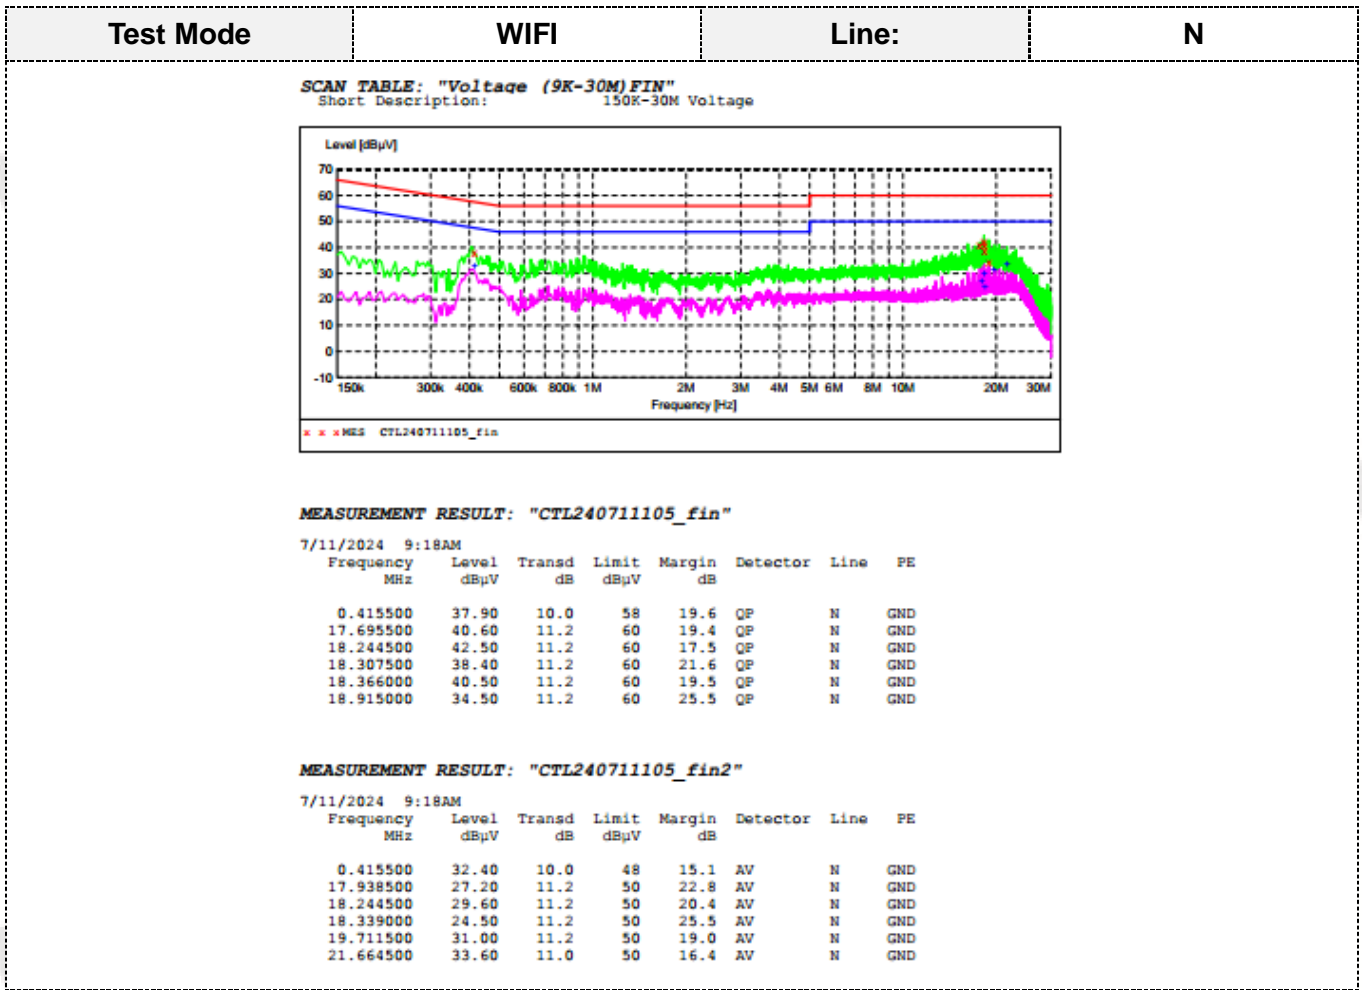 Test Mode WIFI Line: N
SCAN TABLE: "Voltage (9K-30M)FIN"
Short Description: 150K-30M Voltage
Level [dBµV]
70
60
50
40
30
20
10
0
-10
150k 300k 400k 600k 800k 1M 2M 3M 4M 5M 6M 8M 10M 20M 30M
Frequency [Hz]
x x xMES CTL240711105_fin
MEASUREMENT RESULT: "CTL240711105_fin"
7/11/2024 9:18AM
Frequency Level Transd Limit Margin Detector Line PE
MHz dBµV dB dBµV dB
0.415500 37.90 10.0 58 19.6 QP N GND
17.695500 40.60 11.2 60 19.4 QP N GND
18.244500 42.50 11.2 60 17.5 QP N GND
18.307500 38.40 11.2 60 21.6 QP N GND
18.366000 40.50 11.2 60 19.5 QP N GND
18.915000 34.50 11.2 60 25.5 QP N GND
MEASUREMENT RESULT: "CTL240711105_fin2"
7/11/2024 9:18AM
Frequency Level Transd Limit Margin Detector Line PE
MHz dBµV dB dBµV dB
0.415500 32.40 10.0 48 15.1 AV N GND
17.938500 27.20 11.2 50 22.8 AV N GND
18.244500 29.60 11.2 50 20.4 AV N GND
18.339000 24.50 11.2 50 25.5 AV N GND
19.711500 31.00 11.2 50 19.0 AV N GND
21.664500 33.60 11.0 50 16.4 AV N GND